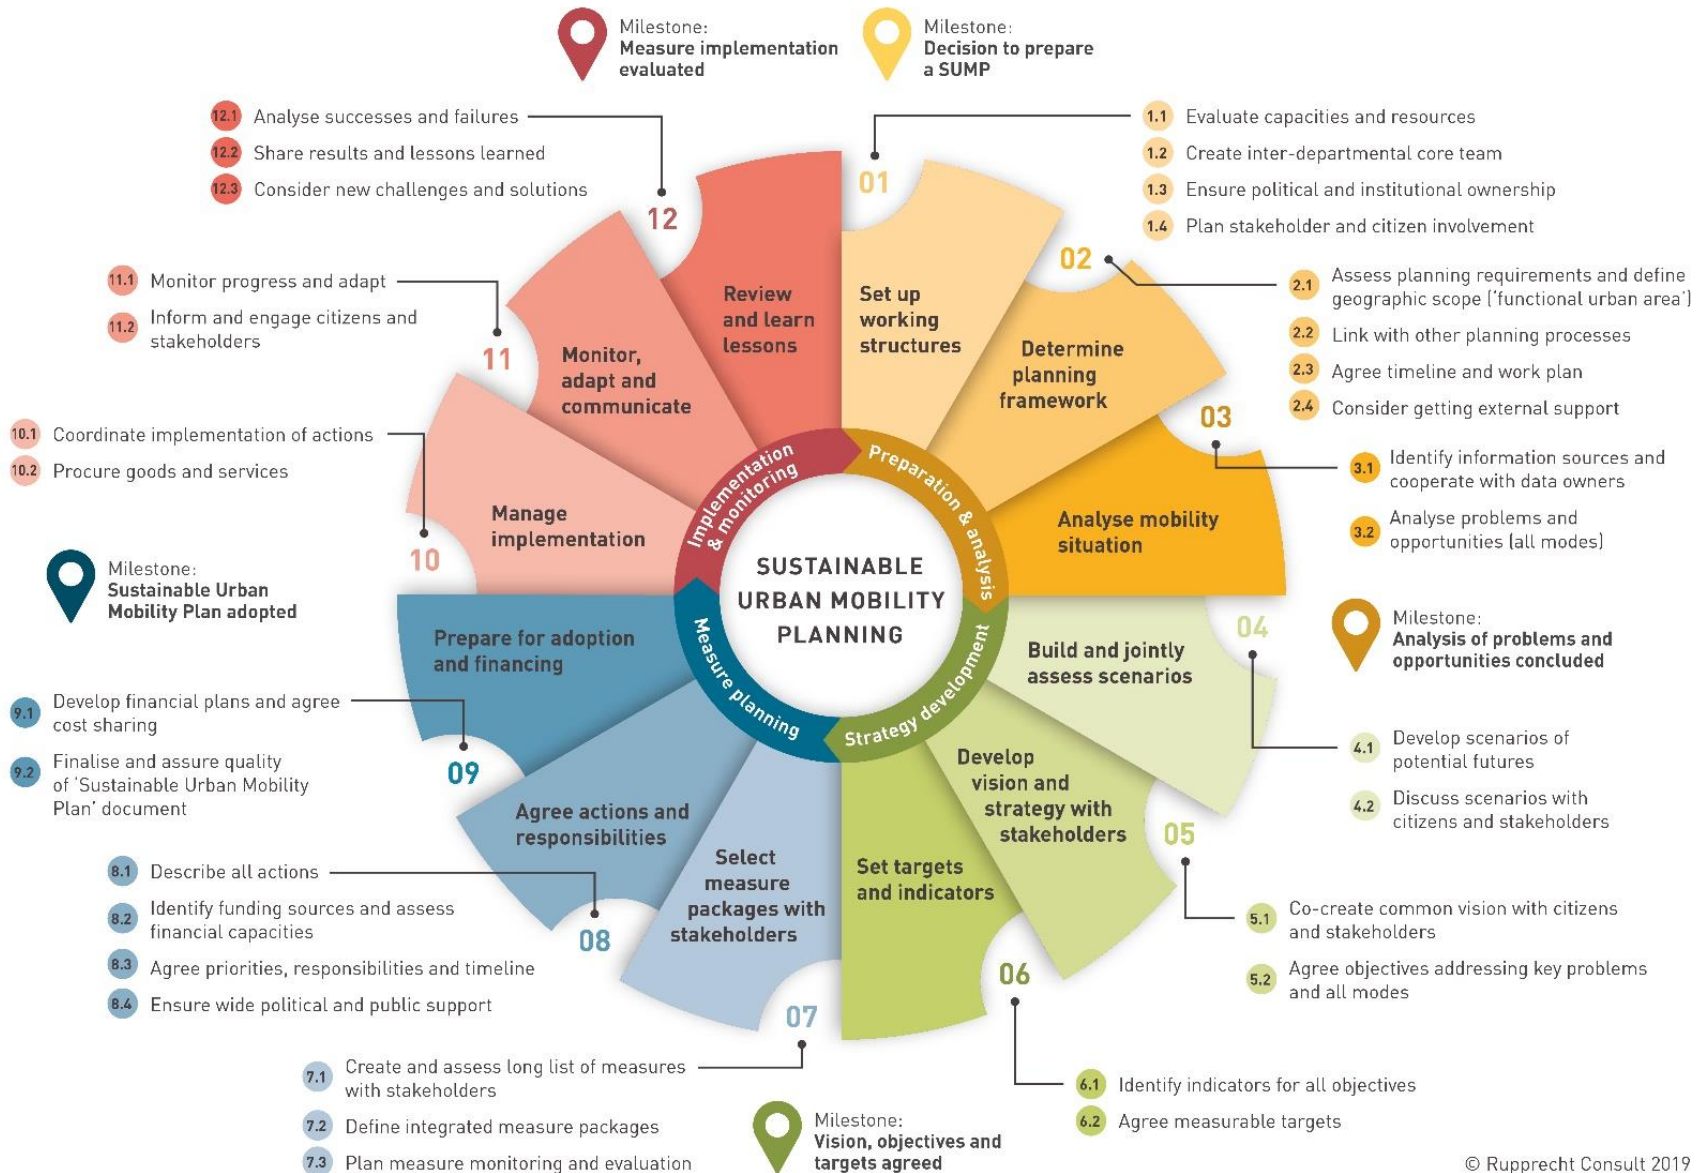 Milestone:
Measure implementation
evaluated
Milestone:
Decision to prepare
a SUMP
12.1 Analyse successes and failures
12.2 Share results and lessons learned
12.3 Consider new challenges and solutions
1.1 Evaluate capacities and resources
1.2 Create inter-departmental core team
1.3 Ensure political and institutional ownership
1.4 Plan stakeholder and citizen involvement
11.1 Monitor progress and adapt
11.2 Inform and engage citizens and
stakeholders
2.1 Assess planning requirements and define
geographic scope ('functional urban area')
2.2 Link with other planning processes
2.3 Agree timeline and work plan
2.4 Consider getting external support
10.1 Coordinate implementation of actions
10.2 Procure goods and services
3.1 Identify information sources and
cooperate with data owners
3.2 Analyse problems and
opportunities (all modes)
Milestone:
Sustainable Urban
Mobility Plan adopted
Milestone:
Analysis of problems and
opportunities concluded
9.1 Develop financial plans and agree
cost sharing
9.2 Finalise and assure quality
of 'Sustainable Urban Mobility
Plan' document
4.1 Develop scenarios of
potential futures
4.2 Discuss scenarios with
citizens and stakeholders
8.1 Describe all actions
8.2 Identify funding sources and assess
financial capacities
8.3 Agree priorities, responsibilities and timeline
8.4 Ensure wide political and public support
5.1 Co-create common vision with citizens
and stakeholders
5.2 Agree objectives addressing key problems
and all modes
7.1 Create and assess long list of measures
with stakeholders
7.2 Define integrated measure packages
7.3 Plan measure monitoring and evaluation
6.1 Identify indicators for all objectives
6.2 Agree measurable targets
Milestone:
Vision, objectives and
targets agreed
01
Set up
working
structures
02
Determine
planning
framework
03
Analyse mobility
situation
04
Build and jointly
assess scenarios
05
Develop
vision and
strategy with
stakeholders
06
Set targets
and indicators
07
Select
measure
packages with
stakeholders
08
Agree actions and
responsibilities
09
Prepare for adoption
and financing
10
Manage
implementation
11
Monitor,
adapt and
communicate
12
Review
and learn
lessons
Preparation & analysis
Strategy development
Measure planning
Implementation
& monitoring
SUSTAINABLE
URBAN MOBILITY
PLANNING
© Rupprecht Consult 2019